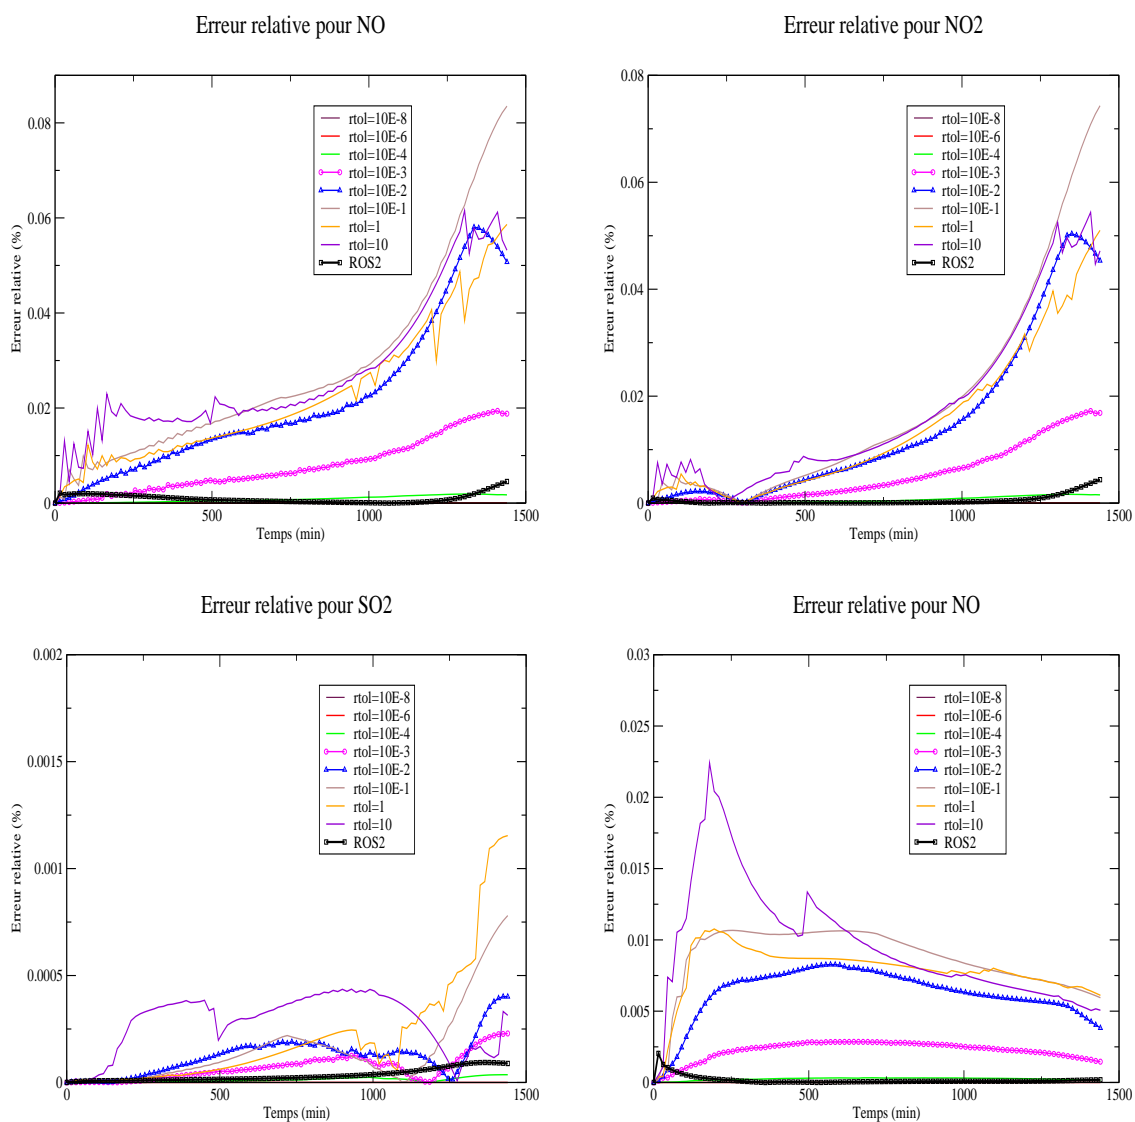 Erreur relative pour NO
Erreur relative (%)
0.08
0.06
0.04
0.02
0
rtol=10E-8
rtol=10E-6
rtol=10E-4
rtol=10E-3
rtol=10E-2
rtol=10E-1
rtol=1
rtol=10
ROS2
0 500 1000 1500
Temps (min)
Erreur relative pour NO2
Erreur relative (%)
0.08
0.06
0.04
0.02
0
rtol=10E-8
rtol=10E-6
rtol=10E-4
rtol=10E-3
rtol=10E-2
rtol=10E-1
rtol=1
rtol=10
ROS2
0 500 1000 1500
Temps (min)
Erreur relative pour SO2
Erreur relative (%)
0.002
0.0015
0.001
0.0005
0
rtol=10E-8
rtol=10E-6
rtol=10E-4
rtol=10E-3
rtol=10E-2
rtol=10E-1
rtol=1
rtol=10
ROS2
0 500 1000 1500
Temps (min)
Erreur relative pour NO
Erreur relative (%)
0.03
0.025
0.02
0.015
0.01
0.005
0
rtol=10E-8
rtol=10E-6
rtol=10E-4
rtol=10E-3
rtol=10E-2
rtol=10E-1
rtol=1
rtol=10
ROS2
0 500 1000 1500
Temps (min)